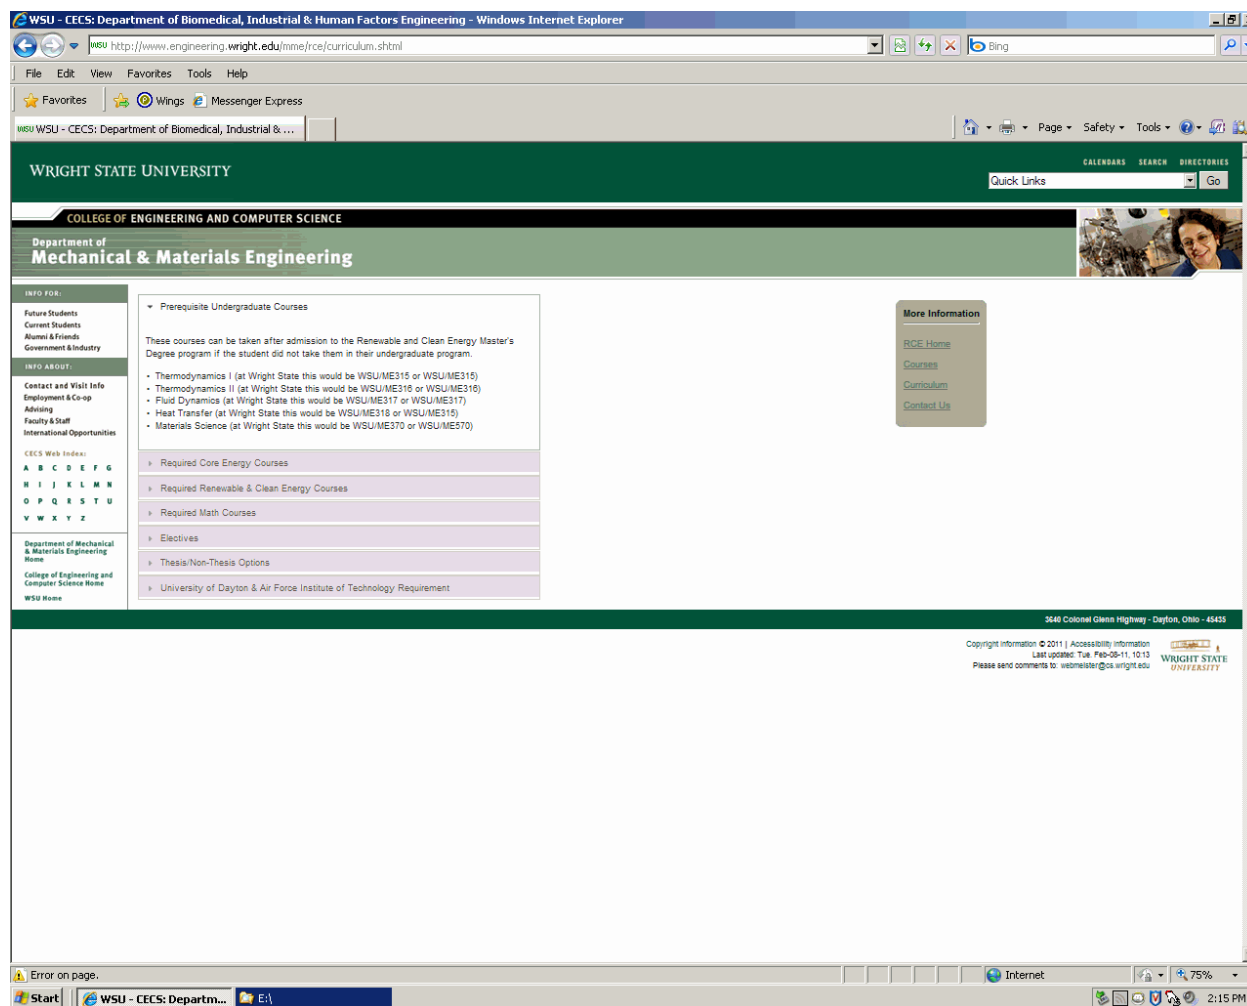 WSU - CECS: Department of Biomedical, Industrial & Human Factors Engineering - Windows Internet Explorer
WSU http://www.engineering.wright.edu/mme/rce/curriculum.shtml
Bing
File Edit View Favorites Tools Help
Favorites Wings Messenger Express
WSU WSU - CECS: Department of Biomedical, Industrial & ...
Page Safety Tools
WRIGHT STATE UNIVERSITY
CALENDARS SEARCH DIRECTORIES
Quick Links Go
COLLEGE OF ENGINEERING AND COMPUTER SCIENCE
Department of
Mechanical & Materials Engineering
INFO FOR:
Future Students
Current Students
Alumni & Friends
Government & Industry
INFO ABOUT:
Contact and Visit Info
Employment & Co-op
Advising
Faculty & Staff
International Opportunities
CECS Web Index:
A B C D E F G
H I J K L M N
O P Q R S T U
V W X Y Z
Department of Mechanical
& Materials Engineering
Home
College of Engineering and
Computer Science Home
WSU Home
Prerequisite Undergraduate Courses
These courses can be taken after admission to the Renewable and Clean Energy Master's
Degree program if the student did not take them in their undergraduate program.
• Thermodynamics I (at Wright State this would be WSU/ME315 or WSU/ME315)
• Thermodynamics II (at Wright State this would be WSU/ME316 or WSU/ME316)
• Fluid Dynamics (at Wright State this would be WSU/ME317 or WSU/ME317)
• Heat Transfer (at Wright State this would be WSU/ME318 or WSU/ME315)
• Materials Science (at Wright State this would be WSU/ME370 or WSU/ME570)
Required Core Energy Courses
Required Renewable & Clean Energy Courses
Required Math Courses
Electives
Thesis/Non-Thesis Options
University of Dayton & Air Force Institute of Technology Requirement
More Information
RCE Home
Courses
Curriculum
Contact Us
3640 Colonel Glenn Highway - Dayton, Ohio - 45435
Copyright Information © 2011 | Accessibility Information
Last updated: Tue. Feb-08-11, 10:13
Please send comments to: webmeister@cs.wright.edu
WRIGHT STATE
UNIVERSITY
Error on page.
Internet
75%
Start
WSU - CECS: Departm...
E:\
2:15 PM